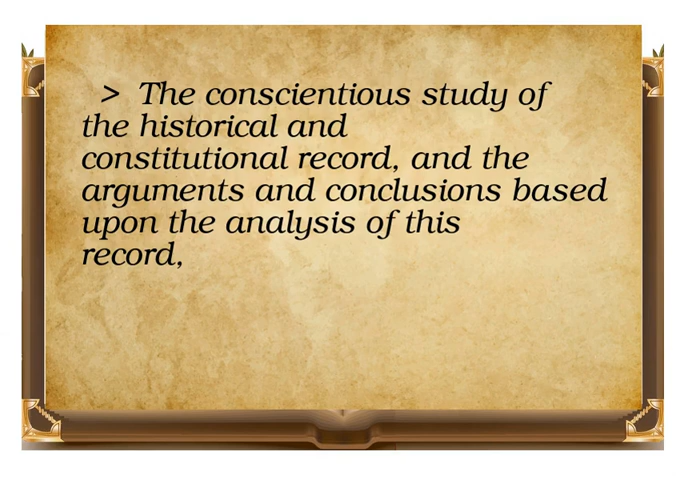 > The conscientious study of
the historical and
constitutional record, and the
arguments and conclusions based
upon the analysis of this
record,